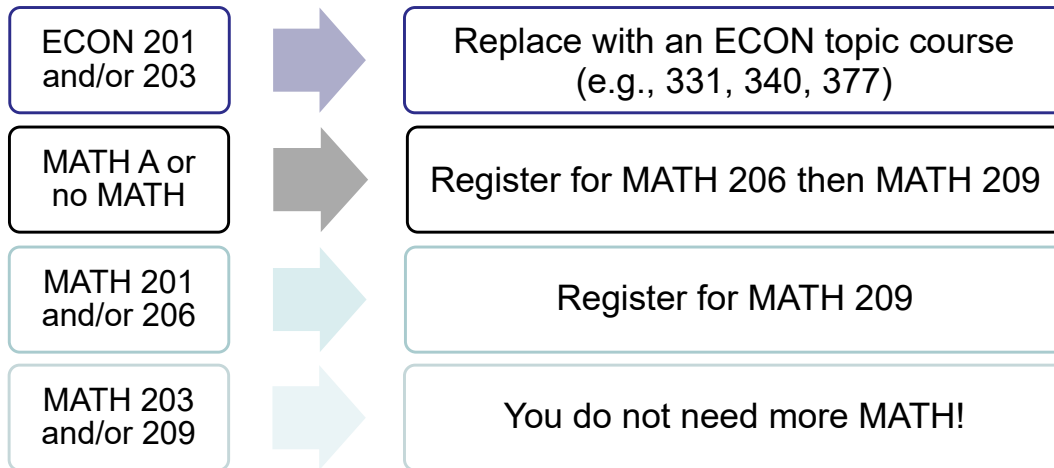 ECON 201
and/or 203
Replace with an ECON topic course
(e.g., 331, 340, 377)
MATH A or
no MATH
Register for MATH 206 then MATH 209
MATH 201
and/or 206
Register for MATH 209
MATH 203
and/or 209
You do not need more MATH!